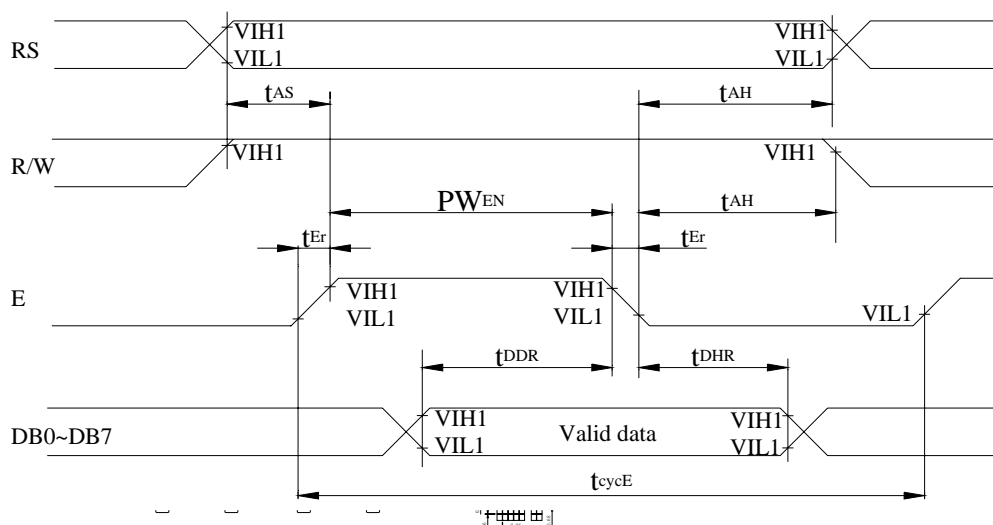 RS
VIH1
VIL1
VIH1
VIL1
tAS
tAH
R/W
VIH1
VIH1
PWEN
tAH
tEr
tEr
E
VIH1
VIL1
VIH1
VIL1
VIL1
tDDR
tDHR
DB0~DB7
VIH1
VIL1
Valid data
VIH1
VIL1
tcycE